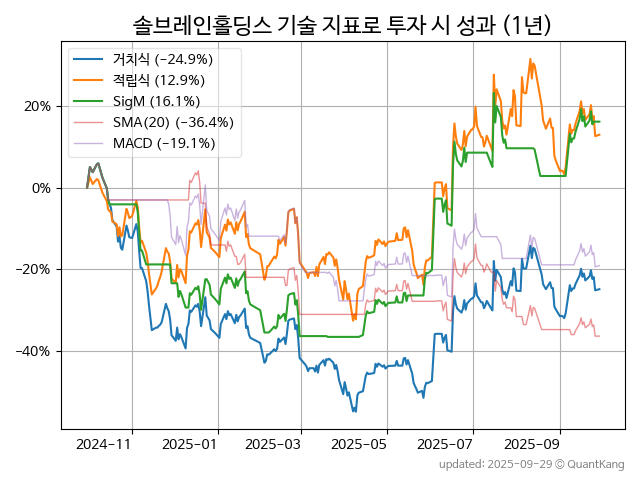 솔브레인홀딩스 기술 지표로 투자 시 성과 (1년)
거치식 (−24.9%)
적립식 (12.9%)
SigM (16.1%)
SMA(20) (−36.4%)
MACD (−19.1%)
20%
0%
−20%
−40%
2024-11 2025-01 2025-03 2025-05 2025-07 2025-09
updated: 2025-09-29 © QuantKang